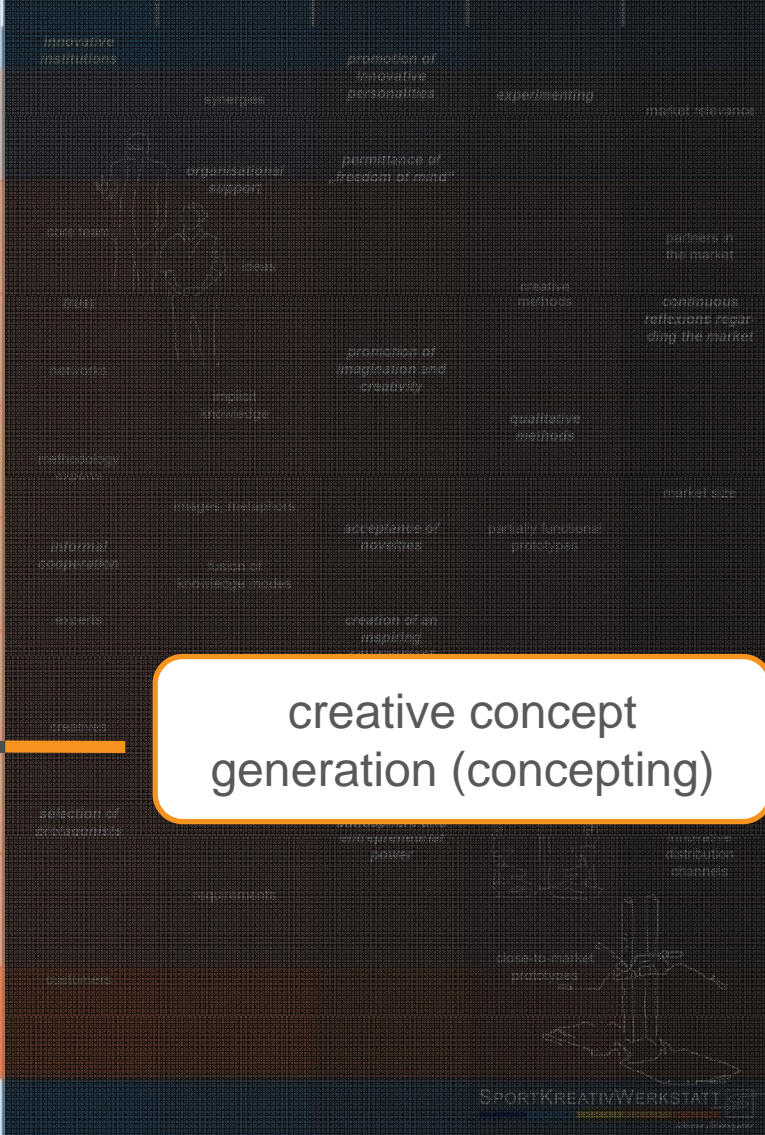 innovative
institutions
promotion of
innovative
personalities
synergies
experimenting
market relevance
organisational
support
permittance of
„freedom of mind“
core team
ideas
partners in
the market
creative
methods
trust
continuous
reflexions regar-
ding the market
networks
promotion of
imagination and
creativity
implicit
knowledge
qualitative
methods
methodology
experts
images, metaphors
market size
acceptance of
novelties
partially functional
prototypes
informal
cooperation
fusion of
knowledge modes
experts
creation of an
inspiring
creative concept
generation (concepting)
creatives
selection of
protagonists
entrepreneurial
power
innovative
distribution
channels
requirements
close-to-market
prototypes
customers
SPORTKREATIVWERKSTATT